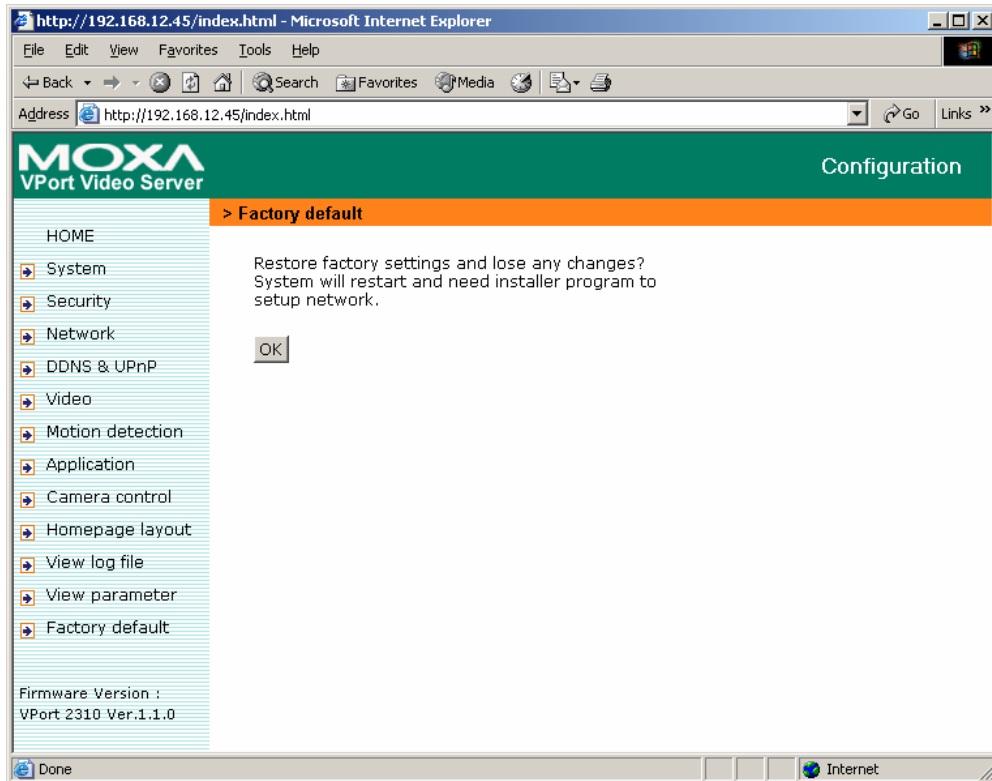 http://192.168.12.45/index.html - Microsoft Internet Explorer
File Edit View Favorites Tools Help
Back Search Favorites Media
Address http://192.168.12.45/index.html Go Links »
MOXA
VPort Video Server
Configuration
> Factory default
HOME
System
Security
Network
DDNS & UPnP
Video
Motion detection
Application
Camera control
Homepage layout
View log file
View parameter
Factory default
Firmware Version :
VPort 2310 Ver.1.1.0
Restore factory settings and lose any changes?
System will restart and need installer program to
setup network.
OK
Done Internet